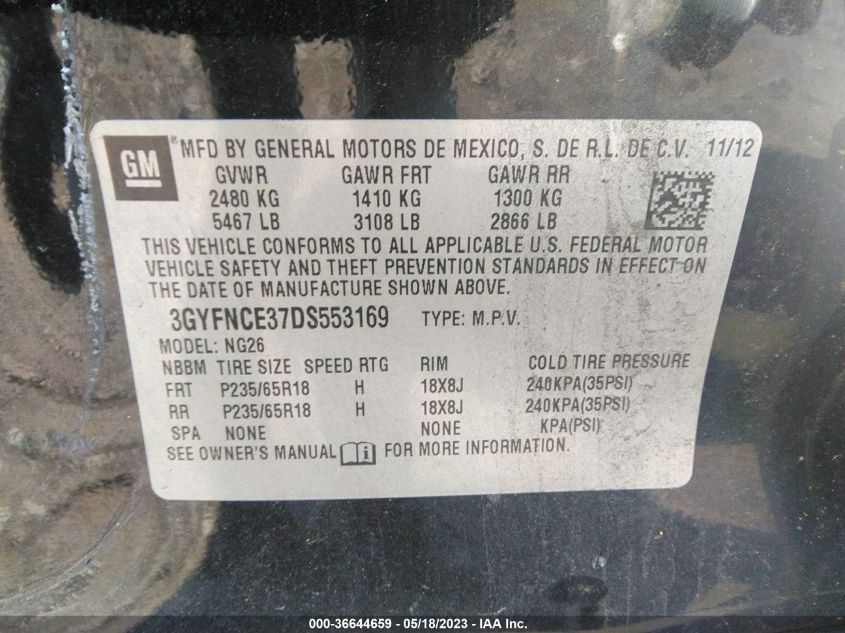 GM ® MFD BY GENERAL MOTORS DE MEXICO, S. DE R.L. DE C.V. 11/12
GVWR GAWR FRT GAWR RR
2480 KG 1410 KG 1300 KG
5467 LB 3108 LB 2866 LB
THIS VEHICLE CONFORMS TO ALL APPLICABLE U.S. FEDERAL MOTOR
VEHICLE SAFETY AND THEFT PREVENTION STANDARDS IN EFFECT ON
THE DATE OF MANUFACTURE SHOWN ABOVE.
3GYFNCE37DS553169 TYPE: M.P.V.
MODEL: NG26
NBBM TIRE SIZE SPEED RTG RIM COLD TIRE PRESSURE
FRT P235/65R18 H 18X8J 240KPA(35PSI)
RR P235/65R18 H 18X8J 240KPA(35PSI)
SPA NONE NONE KPA(PSI)
SEE OWNER'S MANUAL FOR MORE INFORMATION.
000-36644659 - 05/18/2023 - IAA Inc.